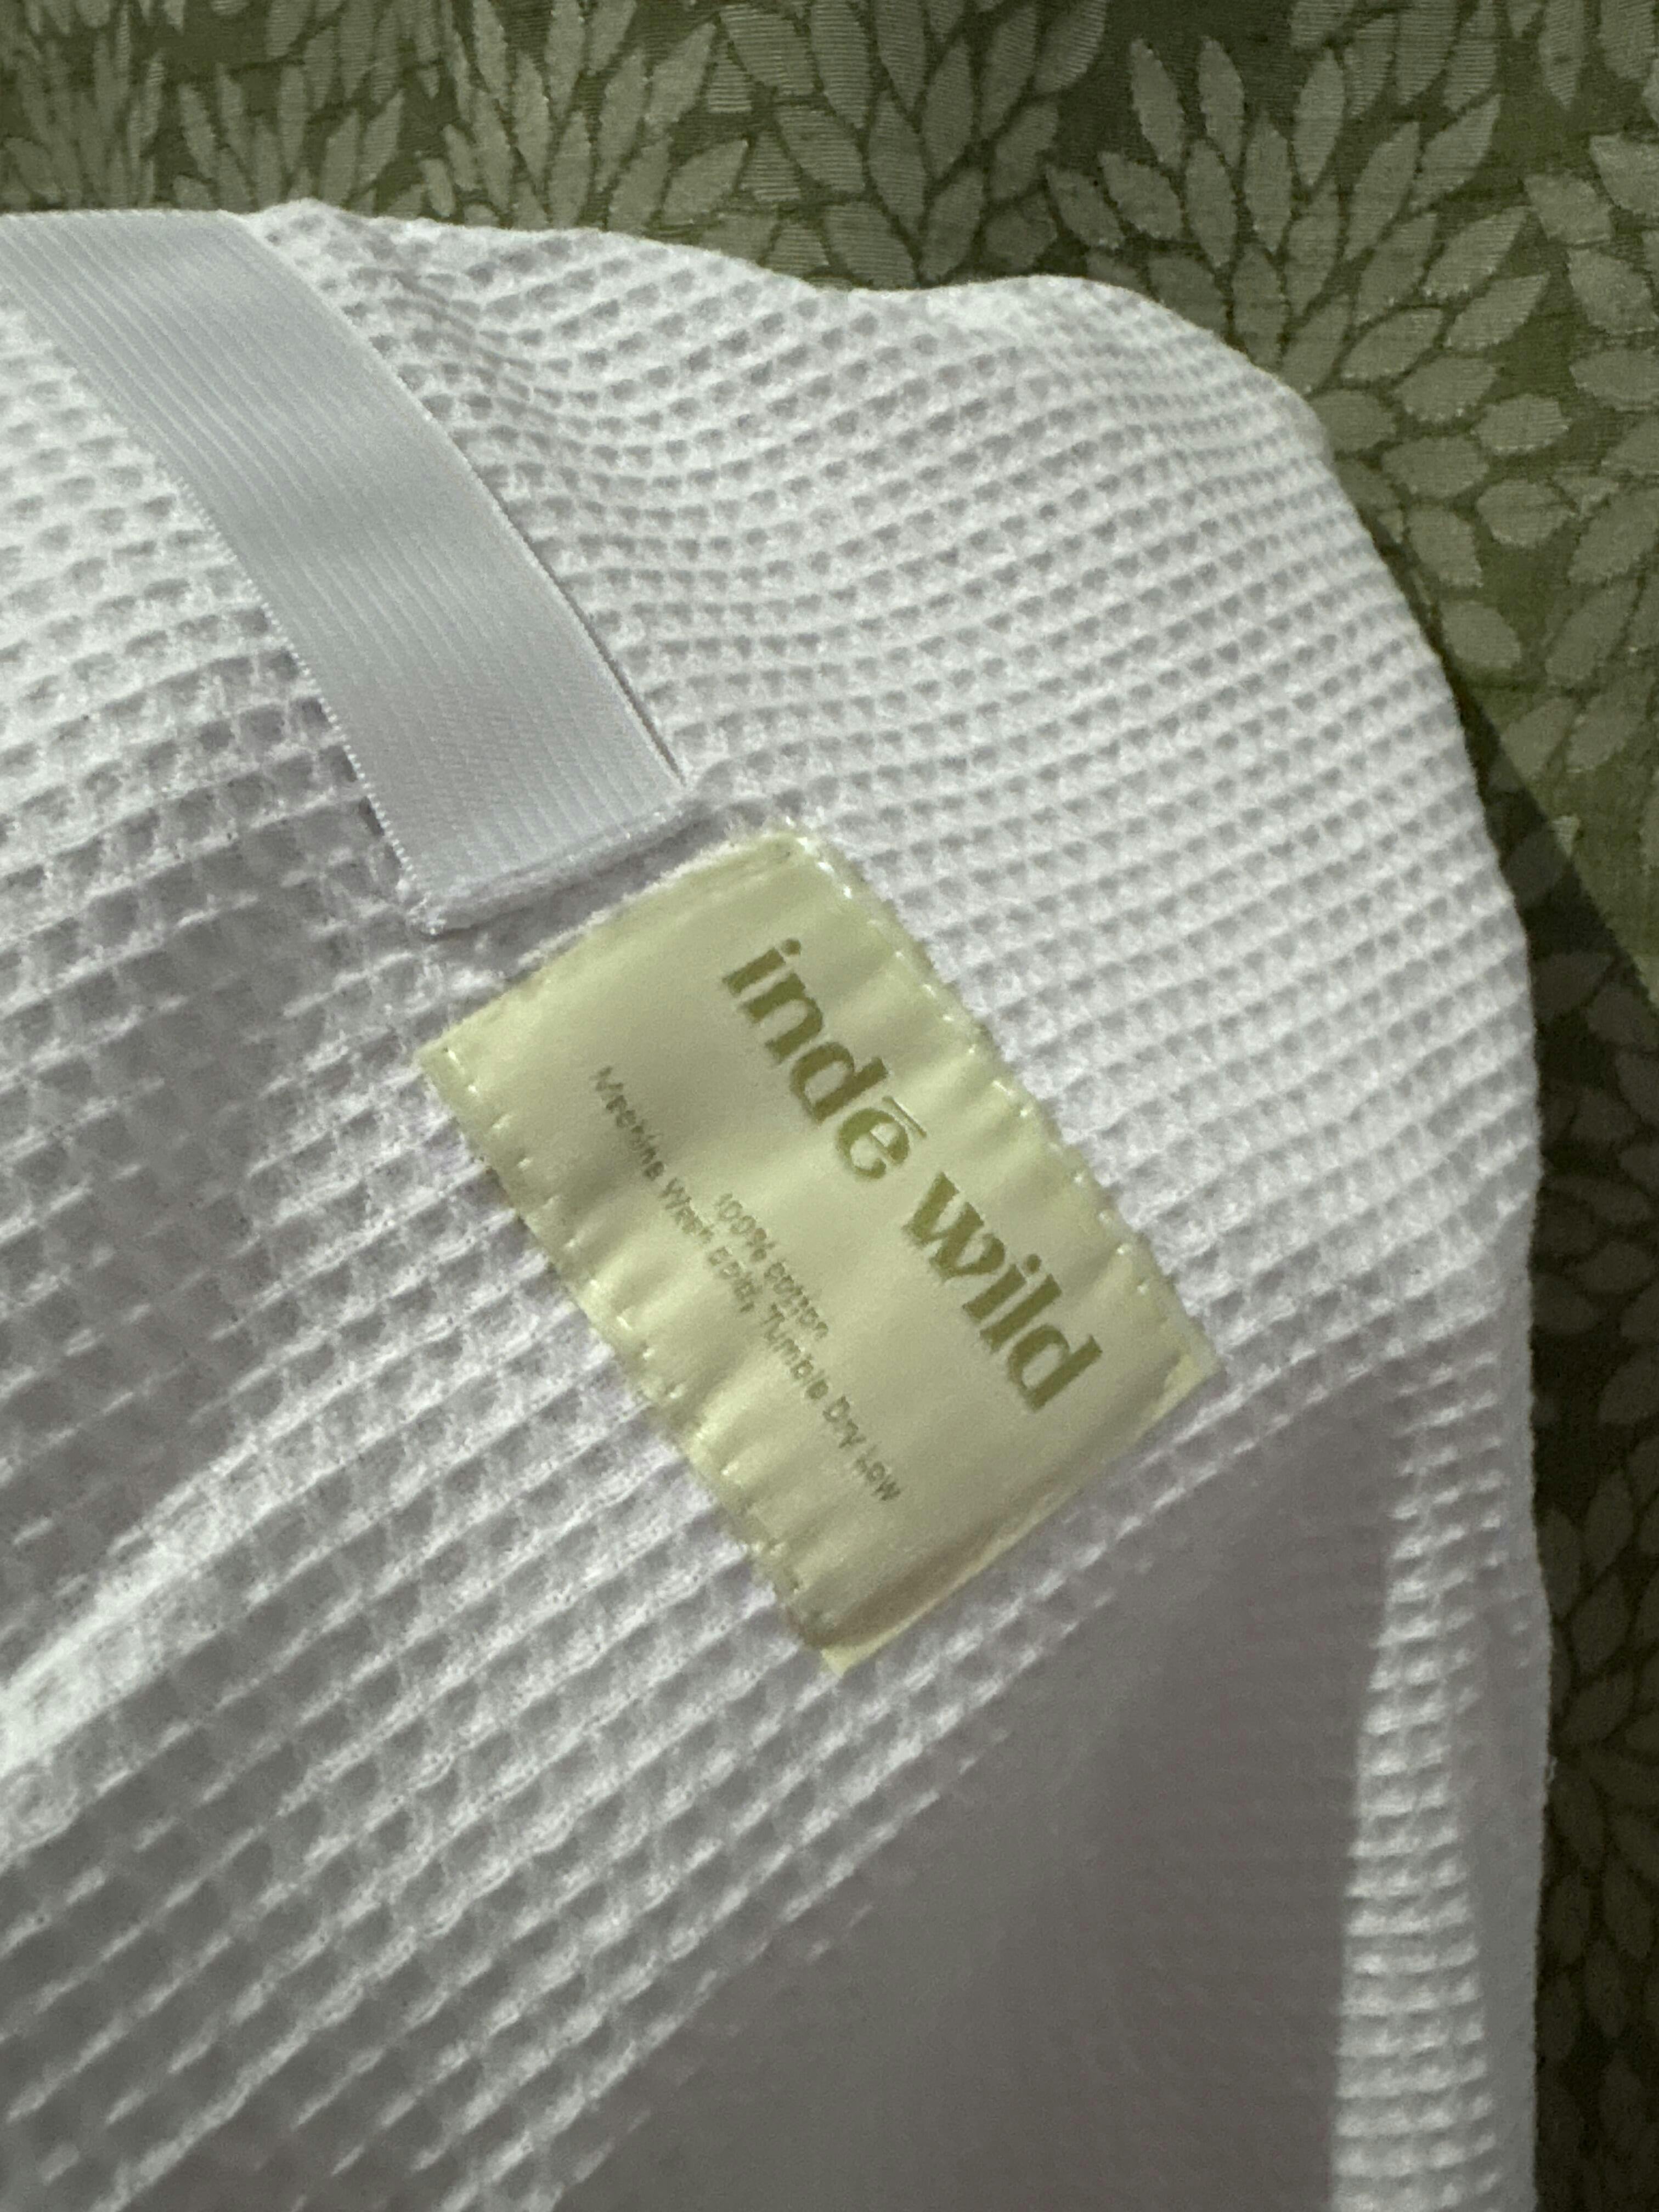 indē wild
100% cotton
Machine Wash Cold, Tumble Dry Low